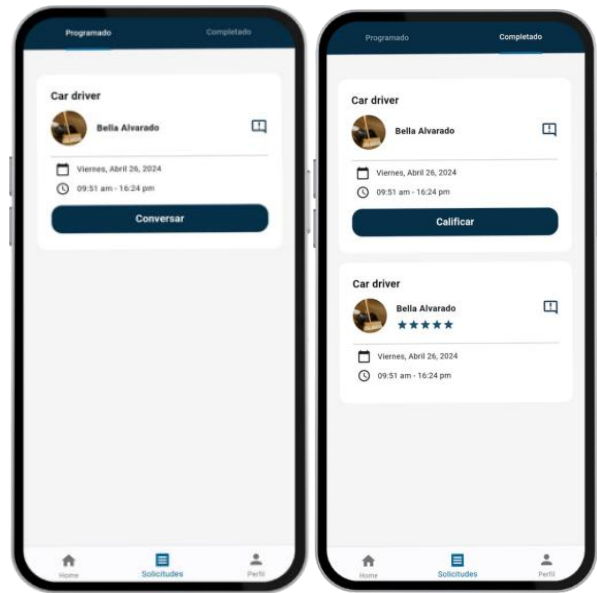 Programado Completado
Car driver
Bella Alvarado
Viernes, Abril 26, 2024
09:51 am - 16:24 pm
Conversar
Home Solicitudes Perfil
Programado Completado
Car driver
Bella Alvarado
Viernes, Abril 26, 2024
09:51 am - 16:24 pm
Calificar
Car driver
Bella Alvarado
Viernes, Abril 26, 2024
09:51 am - 16:24 pm
Home Solicitudes Perfil